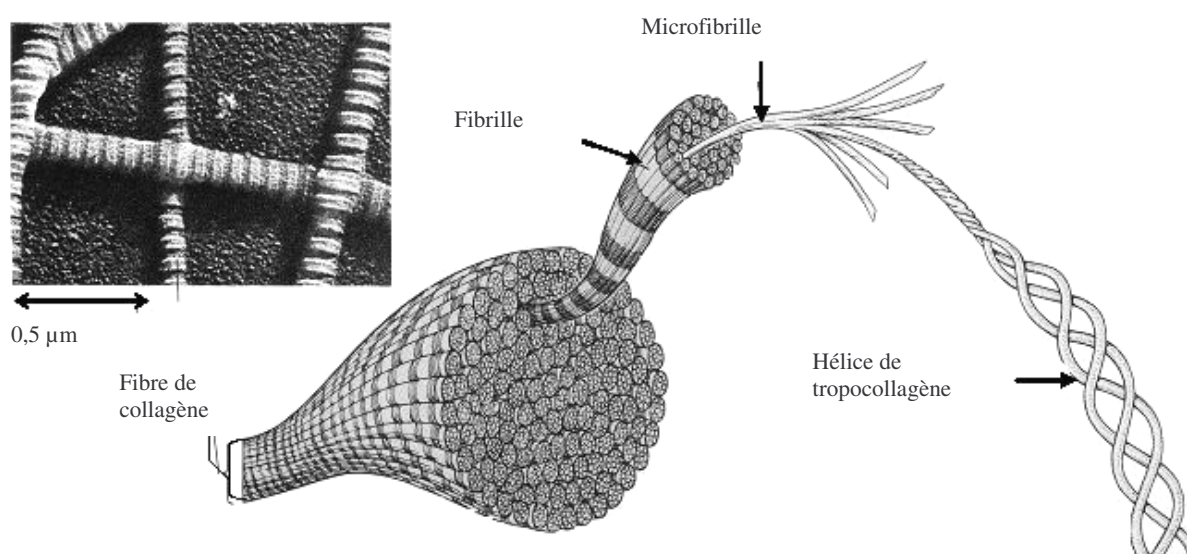 Microfibrille
Fibrille
0,5 µm
Fibre de
collagène
Hélice de
tropocollagène